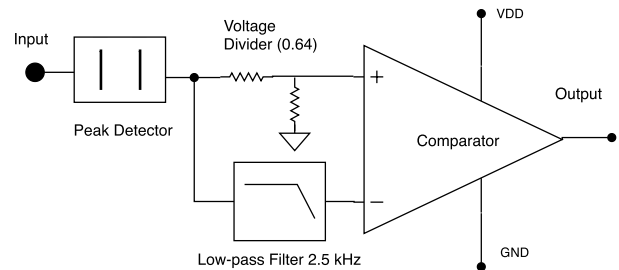 Input
Voltage
Divider (0.64)
VDD
Output
+
Peak Detector
Comparator
−
GND
Low-pass Filter 2.5 kHz